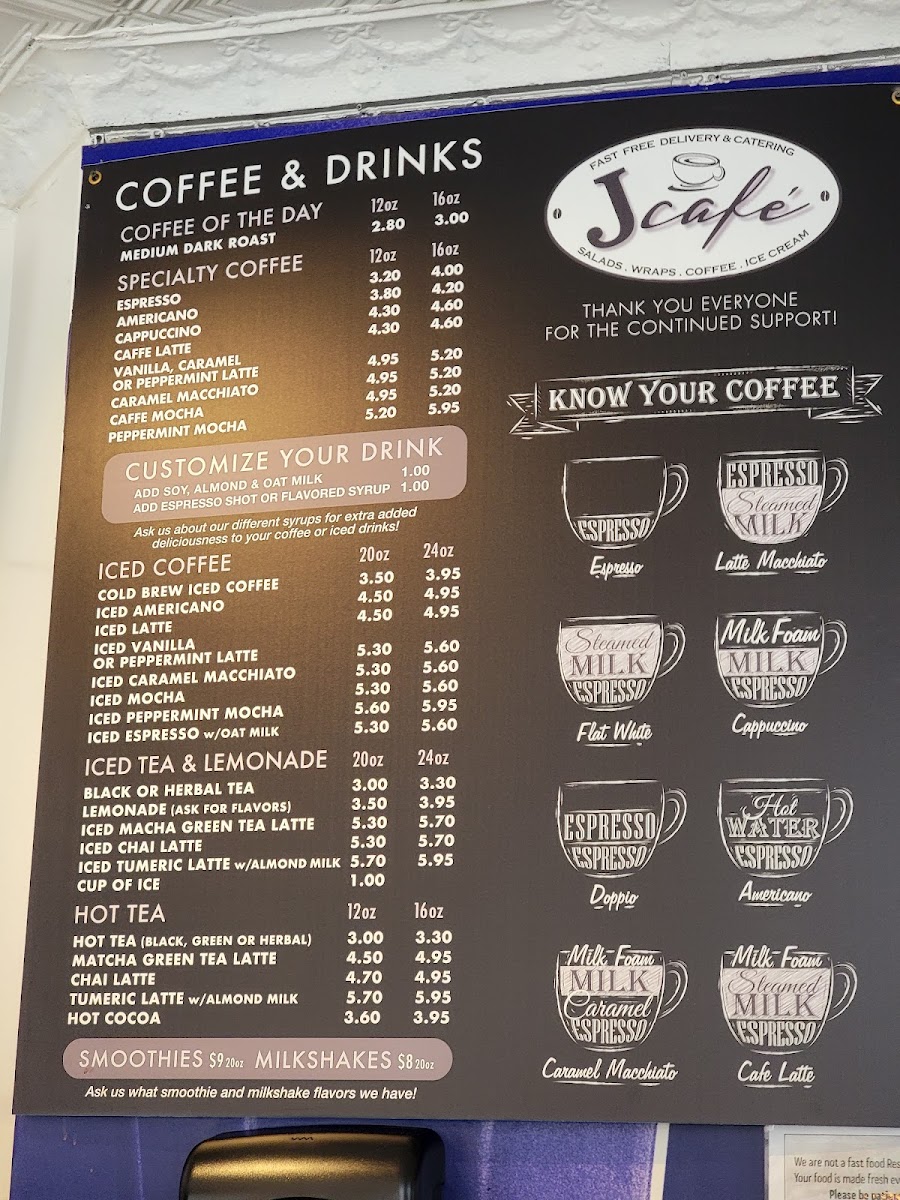 COFFEE & DRINKS
COFFEE OF THE DAY 12oz 16oz
MEDIUM DARK ROAST 2.80 3.00
SPECIALTY COFFEE 12oz 16oz
ESPRESSO 3.20 4.00
AMERICANO 3.80 4.20
CAPPUCCINO 4.30 4.60
CAFFE LATTE 4.30 4.60
VANILLA, CARAMEL
OR PEPPERMINT LATTE 4.95 5.20
CARAMEL MACCHIATO 4.95 5.20
CAFFE MOCHA 4.95 5.20
PEPPERMINT MOCHA 5.20 5.95
CUSTOMIZE YOUR DRINK
ADD SOY, ALMOND & OAT MILK 1.00
ADD ESPRESSO SHOT OR FLAVORED SYRUP 1.00
Ask us about our different syrups for extra added
deliciousness to your coffee or iced drinks!
ICED COFFEE 20oz 24oz
COLD BREW ICED COFFEE 3.50 3.95
ICED AMERICANO 4.50 4.95
ICED LATTE 4.50 4.95
ICED VANILLA
OR PEPPERMINT LATTE 5.30 5.60
ICED CARAMEL MACCHIATO 5.30 5.60
ICED MOCHA 5.30 5.60
ICED PEPPERMINT MOCHA 5.60 5.95
ICED ESPRESSO w/OAT MILK 5.30 5.60
ICED TEA & LEMONADE 20oz 24oz
BLACK OR HERBAL TEA 3.00 3.30
LEMONADE (ASK FOR FLAVORS) 3.50 3.95
ICED MACHA GREEN TEA LATTE 5.30 5.70
ICED CHAI LATTE 5.30 5.70
ICED TUMERIC LATTE w/ALMOND MILK 5.70 5.95
CUP OF ICE 1.00
HOT TEA 12oz 16oz
HOT TEA (BLACK, GREEN OR HERBAL) 3.00 3.30
MATCHA GREEN TEA LATTE 4.50 4.95
CHAI LATTE 4.70 4.95
TUMERIC LATTE w/ALMOND MILK 5.70 5.95
HOT COCOA 3.60 3.95
SMOOTHIES $9 20oz MILKSHAKES $8 20oz
Ask us what smoothie and milkshake flavors we have!
FAST FREE DELIVERY & CATERING
J café
SALADS . WRAPS . COFFEE . ICE CREAM
THANK YOU EVERYONE
FOR THE CONTINUED SUPPORT!
KNOW YOUR COFFEE
ESPRESSO
Espresso
ESPRESSO
Steamed
MILK
Latte Macchiato
Steamed
MILK
ESPRESSO
Flat White
Milk Foam
MILK
ESPRESSO
Cappuccino
ESPRESSO
ESPRESSO
Doppio
Hot
WATER
ESPRESSO
Americano
Milk-Foam
MILK
Caramel
ESPRESSO
Caramel Macchiato
Milk-Foam
Steamed
MILK
ESPRESSO
Cafe Latte
We are not a fast food
Your food is made fresh
Please be